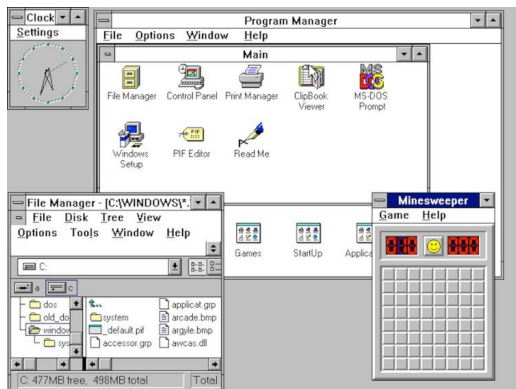 Clock
Settings
Program Manager
File Options Window Help
Main
File Manager
Control Panel
Print Manager
ClipBook Viewer
MS-DOS Prompt
Windows Setup
PIF Editor
Read Me
Games
StartUp
Applica
File Manager - [C:\WINDOWS\*.
File Disk Tree View
Options Tools Window Help
C:
a c
dos
old_do
window
sys
system
_default.pif
accessor.grp
applicat.grp
arcade.bmp
argyle.bmp
awcas.dll
C: 477MB free, 498MB total
Total
Minesweeper
Game Help